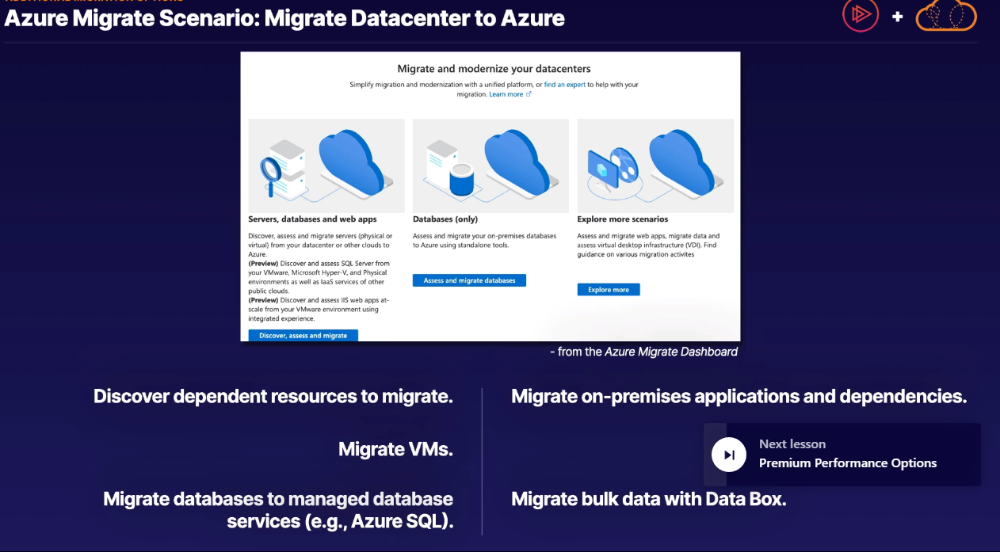 ADDITIONAL MIGRATION OPTIONS
Azure Migrate Scenario: Migrate Datacenter to Azure
+
Migrate and modernize your datacenters
Simplify migration and modernization with a unified platform, or find an expert to help with your
migration. Learn more
Servers, databases and web apps
Discover, assess and migrate servers (physical or
virtual) from your datacenter or other clouds to
Azure.
(Preview) Discover and assess SQL Server from
your VMware, Microsoft Hyper-V, and Physical
environments as well as IaaS services of other
public clouds.
(Preview) Discover and assess IIS web apps at-
scale from your VMware environment using
integrated experience.
Discover, assess and migrate
Databases (only)
Assess and migrate your on-premises databases
to Azure using standalone tools.
Assess and migrate databases
Explore more scenarios
Assess and migrate web apps, migrate data and
assess virtual desktop infrastructure (VDI). Find
guidance on various migration activites
Explore more
- from the Azure Migrate Dashboard
Discover dependent resources to migrate.
Migrate VMs.
Migrate databases to managed database
services (e.g., Azure SQL).
Migrate on-premises applications and dependencies.
Next lesson
Premium Performance Options
Migrate bulk data with Data Box.